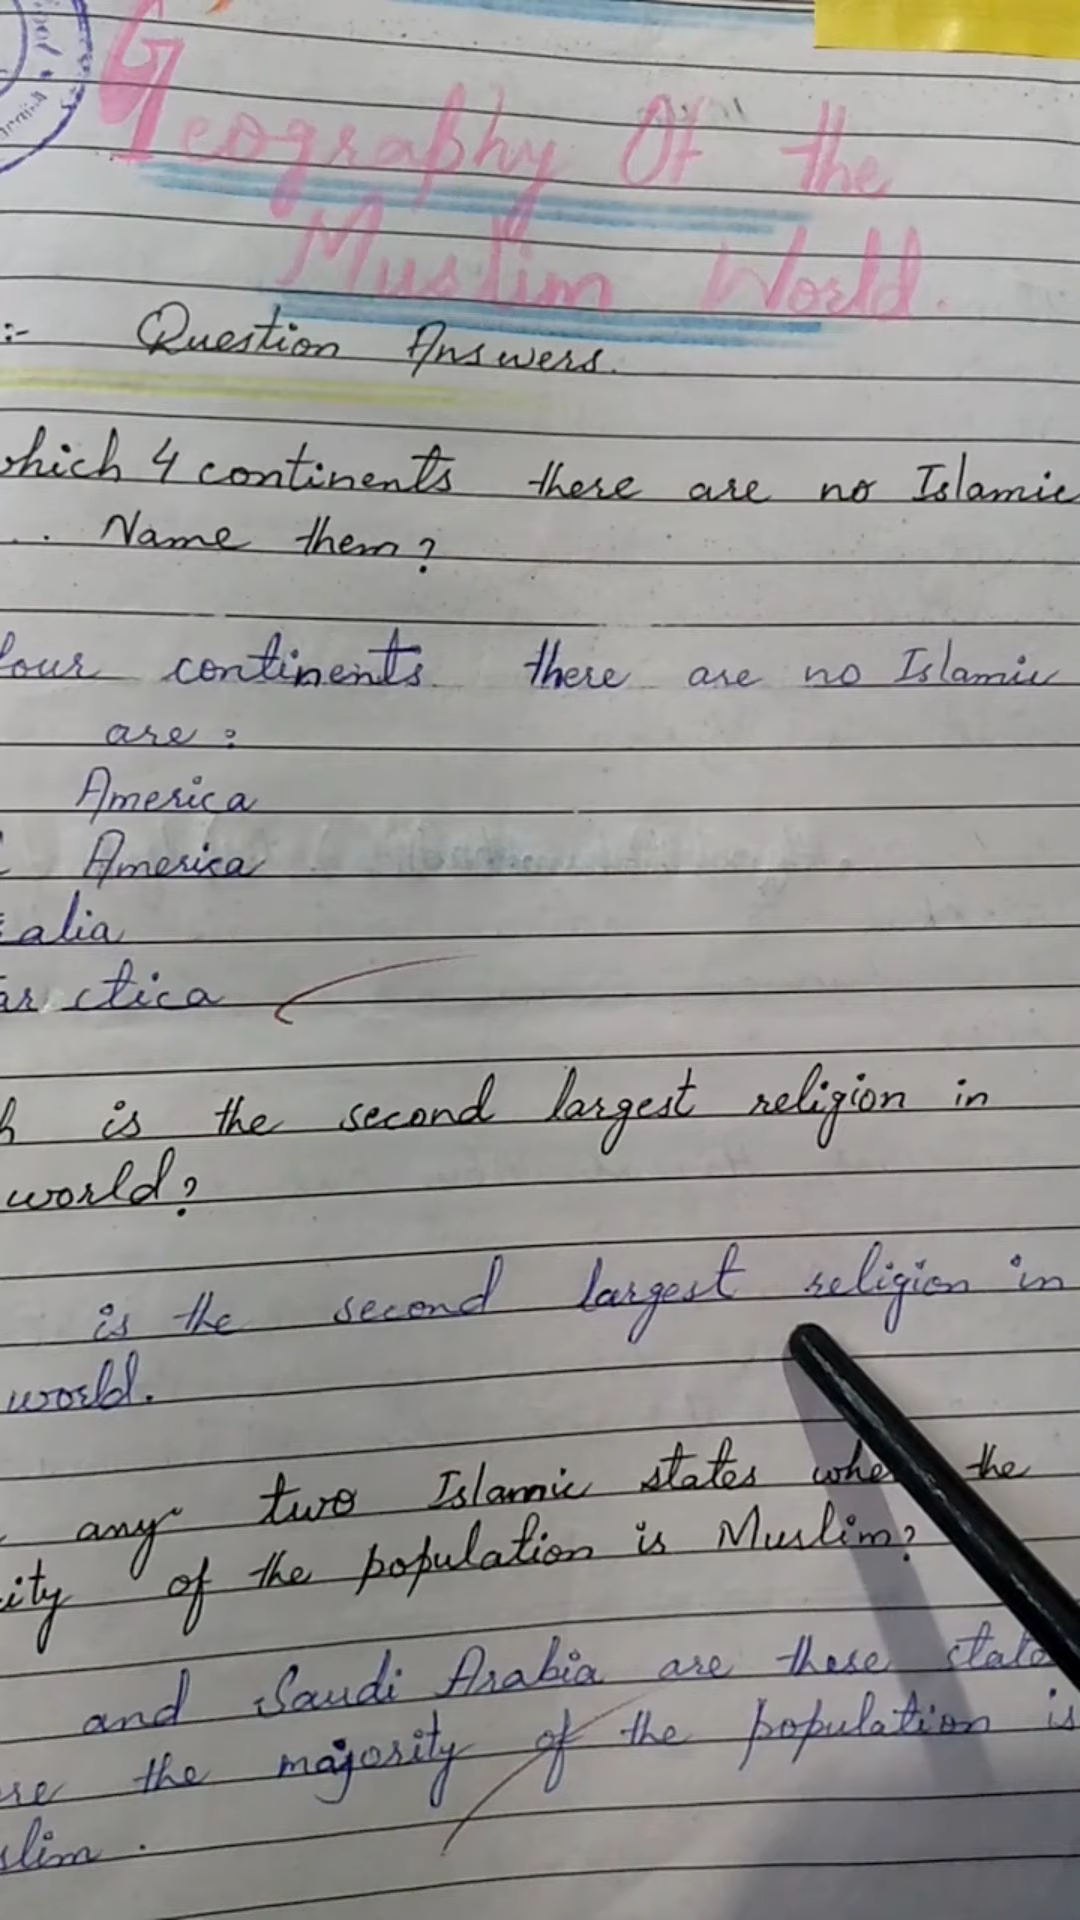 Geography Of the
Muslim World.
:- Question Answers.
which 4 continents there are no Islamic
.. Name them?
four continents there are no Islamic
are:
America
America
alia
ar ctica
h is the second largest religion in
world?
is the second largest religion in
world.
any two Islamic states whe the
ity of the population is Muslim?
and Saudi Arabia are these state
re the majority of the population is
slim.